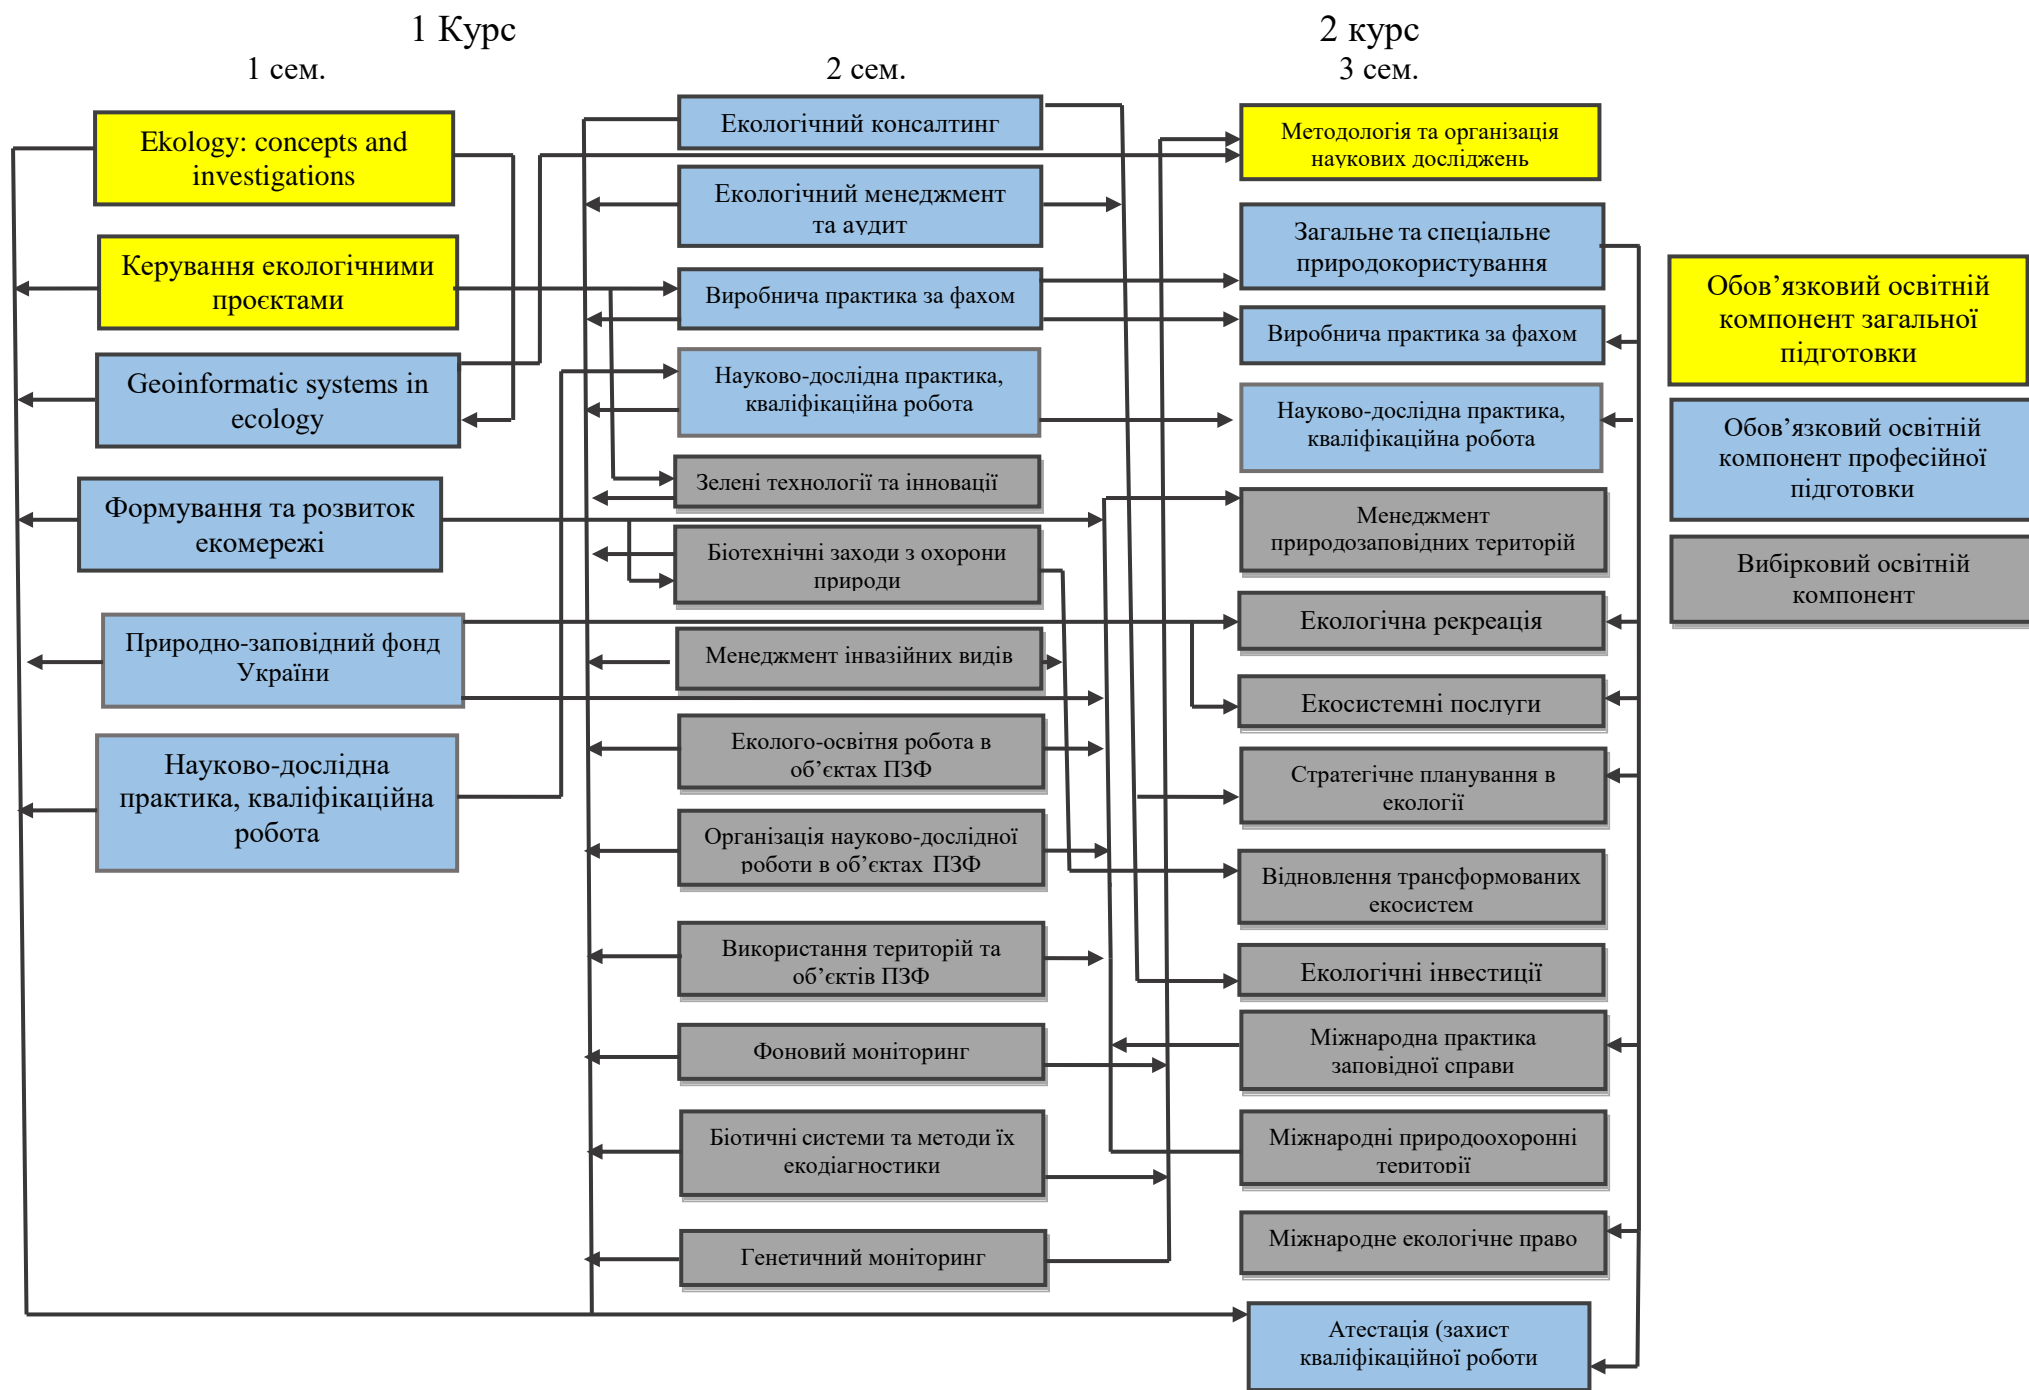 1 Курс
2 курс
1 сем.
2 сем.
3 сем.
Ekology: concepts and
investigations
Керування екологічними
проєктами
Geoinformatic systems in
ecology
Формування та розвиток
екомережі
Природно-заповідний фонд
України
Науково-дослідна
практика, кваліфікаційна
робота
Екологічний консалтинг
Екологічний менеджмент
та аудит
Виробнича практика за фахом
Науково-дослідна практика,
кваліфікаційна робота
Зелені технології та інновації
Біотехнічні заходи з охорони
природи
Менеджмент інвазійних видів
Еколого-освітня робота в
об’єктах ПЗФ
Організація науково-дослідної
роботи в об’єктах ПЗФ
Використання територій та
об’єктів ПЗФ
Фоновий моніторинг
Біотичні системи та методи їх
екодіагностики
Генетичний моніторинг
Методологія та організація
наукових досліджень
Загальне та спеціальне
природокористування
Виробнича практика за фахом
Науково-дослідна практика,
кваліфікаційна робота
Менеджмент
природозаповідних територій
Екологічна рекреація
Екосистемні послуги
Стратегічне планування в
екології
Відновлення трансформованих
екосистем
Екологічні інвестиції
Міжнародна практика
заповідної справи
Міжнародні природоохоронні
території
Міжнародне екологічне право
Атестація (захист
кваліфікаційної роботи
Обов’язковий освітній
компонент загальної
підготовки
Обов’язковий освітній
компонент професійної
підготовки
Вибірковий освітній
компонент